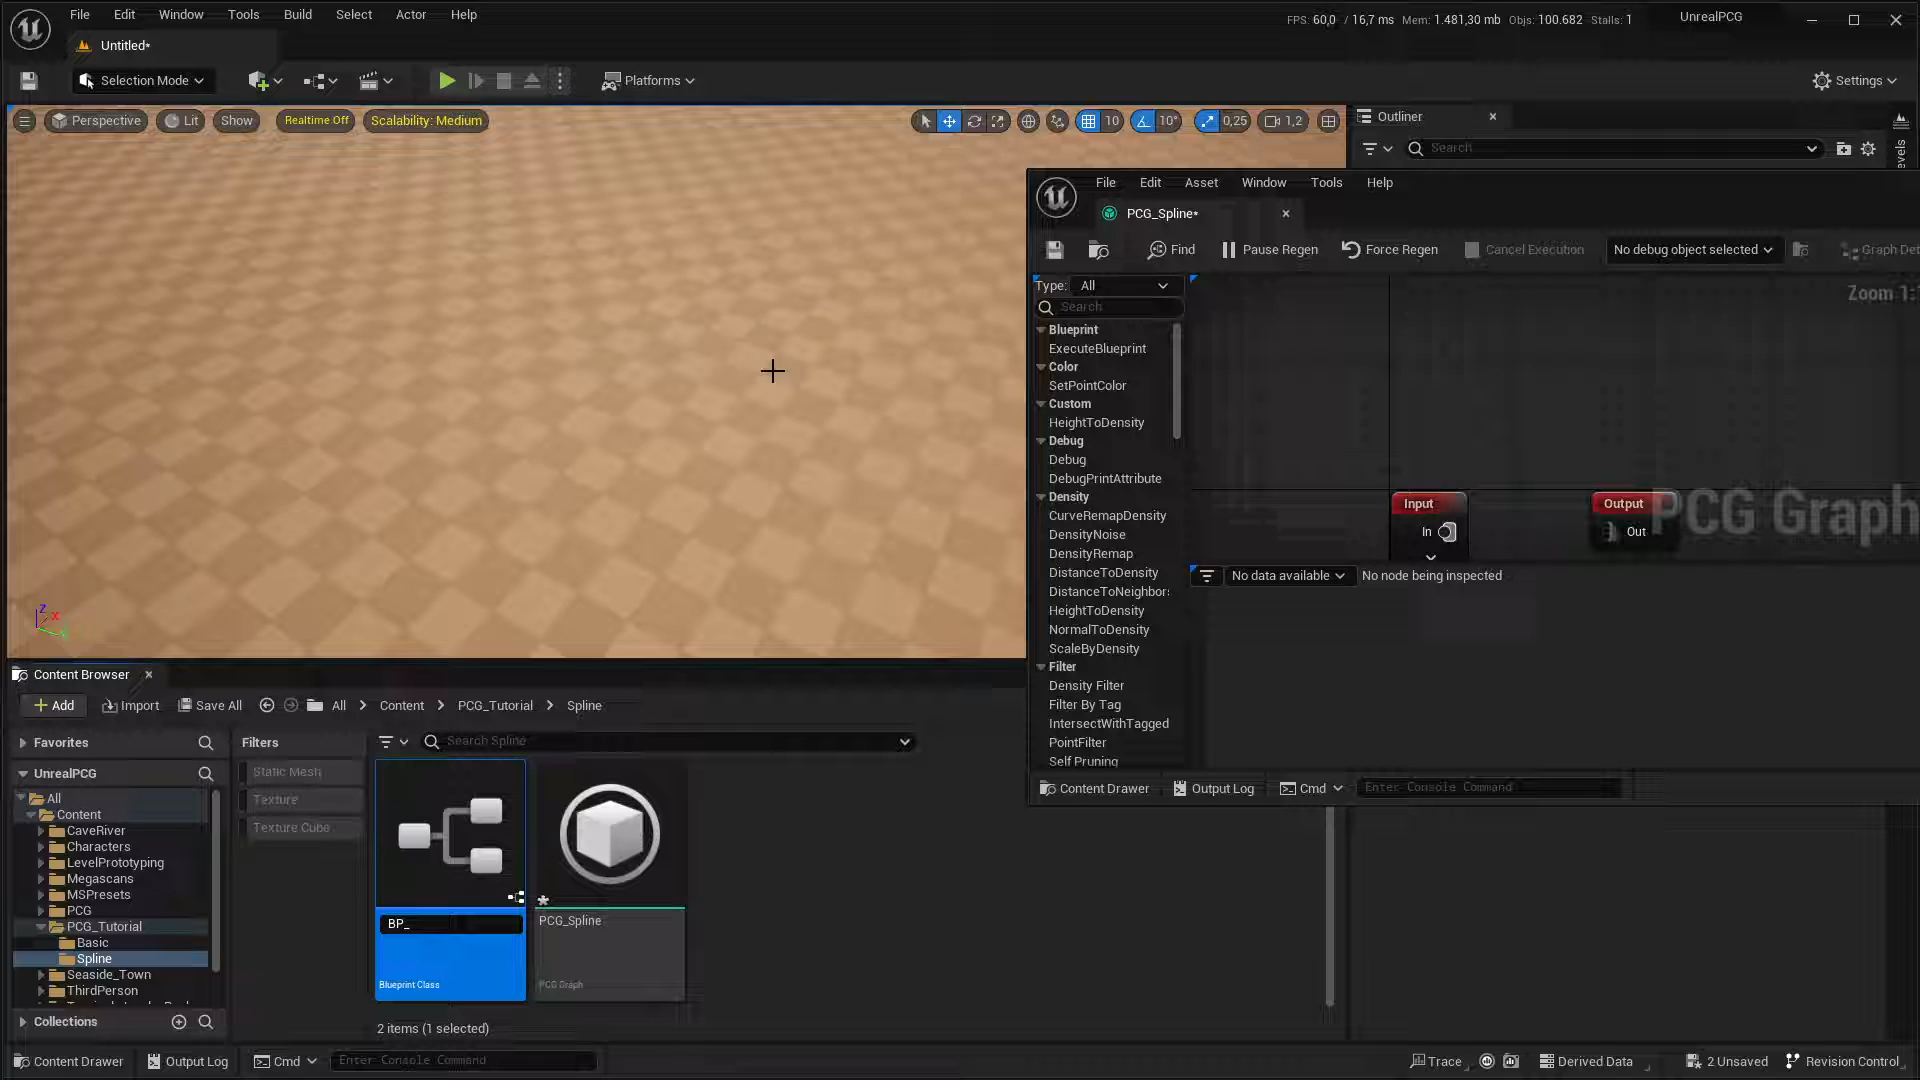 File Edit Window Tools Build Select Actor Help
FPS: 60,0 / 16,7 ms Mem: 1.481,30 mb Objs: 100.682 Stalls: 1
UnrealPCG
Untitled*
Selection Mode
Platforms
Settings
Perspective Lit Show Realtime Off Scalability: Medium
10 10° 0,25 1,2
Outliner
Search
File Edit Asset Window Tools Help
PCG_Spline*
Find Pause Regen Force Regen Cancel Execution No debug object selected
Type: All
Search
Zoom 1:
Blueprint
ExecuteBlueprint
Color
SetPointColor
Custom
HeightToDensity
Debug
Debug
DebugPrintAttribute
Density
CurveRemapDensity
DensityNoise
DensityRemap
DistanceToDensity
DistanceToNeighbor
HeightToDensity
NormalToDensity
ScaleByDensity
Filter
Density Filter
Filter By Tag
IntersectWithTagged
PointFilter
Self Pruning
Input
In
Output
Out
PCG Graph
No data available No node being inspected
Content Drawer Output Log Cmd Enter Console Command
Z X
Content Browser
Add Import Save All All > Content > PCG_Tutorial > Spline
Favorites
Filters
Search Spline
UnrealPCG
Static Mesh
Texture
Texture Cube
All
Content
CaveRiver
Characters
LevelPrototyping
Megascans
MSPresets
PCG
PCG_Tutorial
Basic
Spline
Seaside_Town
ThirdPerson
Collections
BP_
Blueprint Class
PCG_Spline
PCG Graph
2 items (1 selected)
Content Drawer Output Log Cmd Enter Console Command
Trace Derived Data 2 Unsaved Revision Control